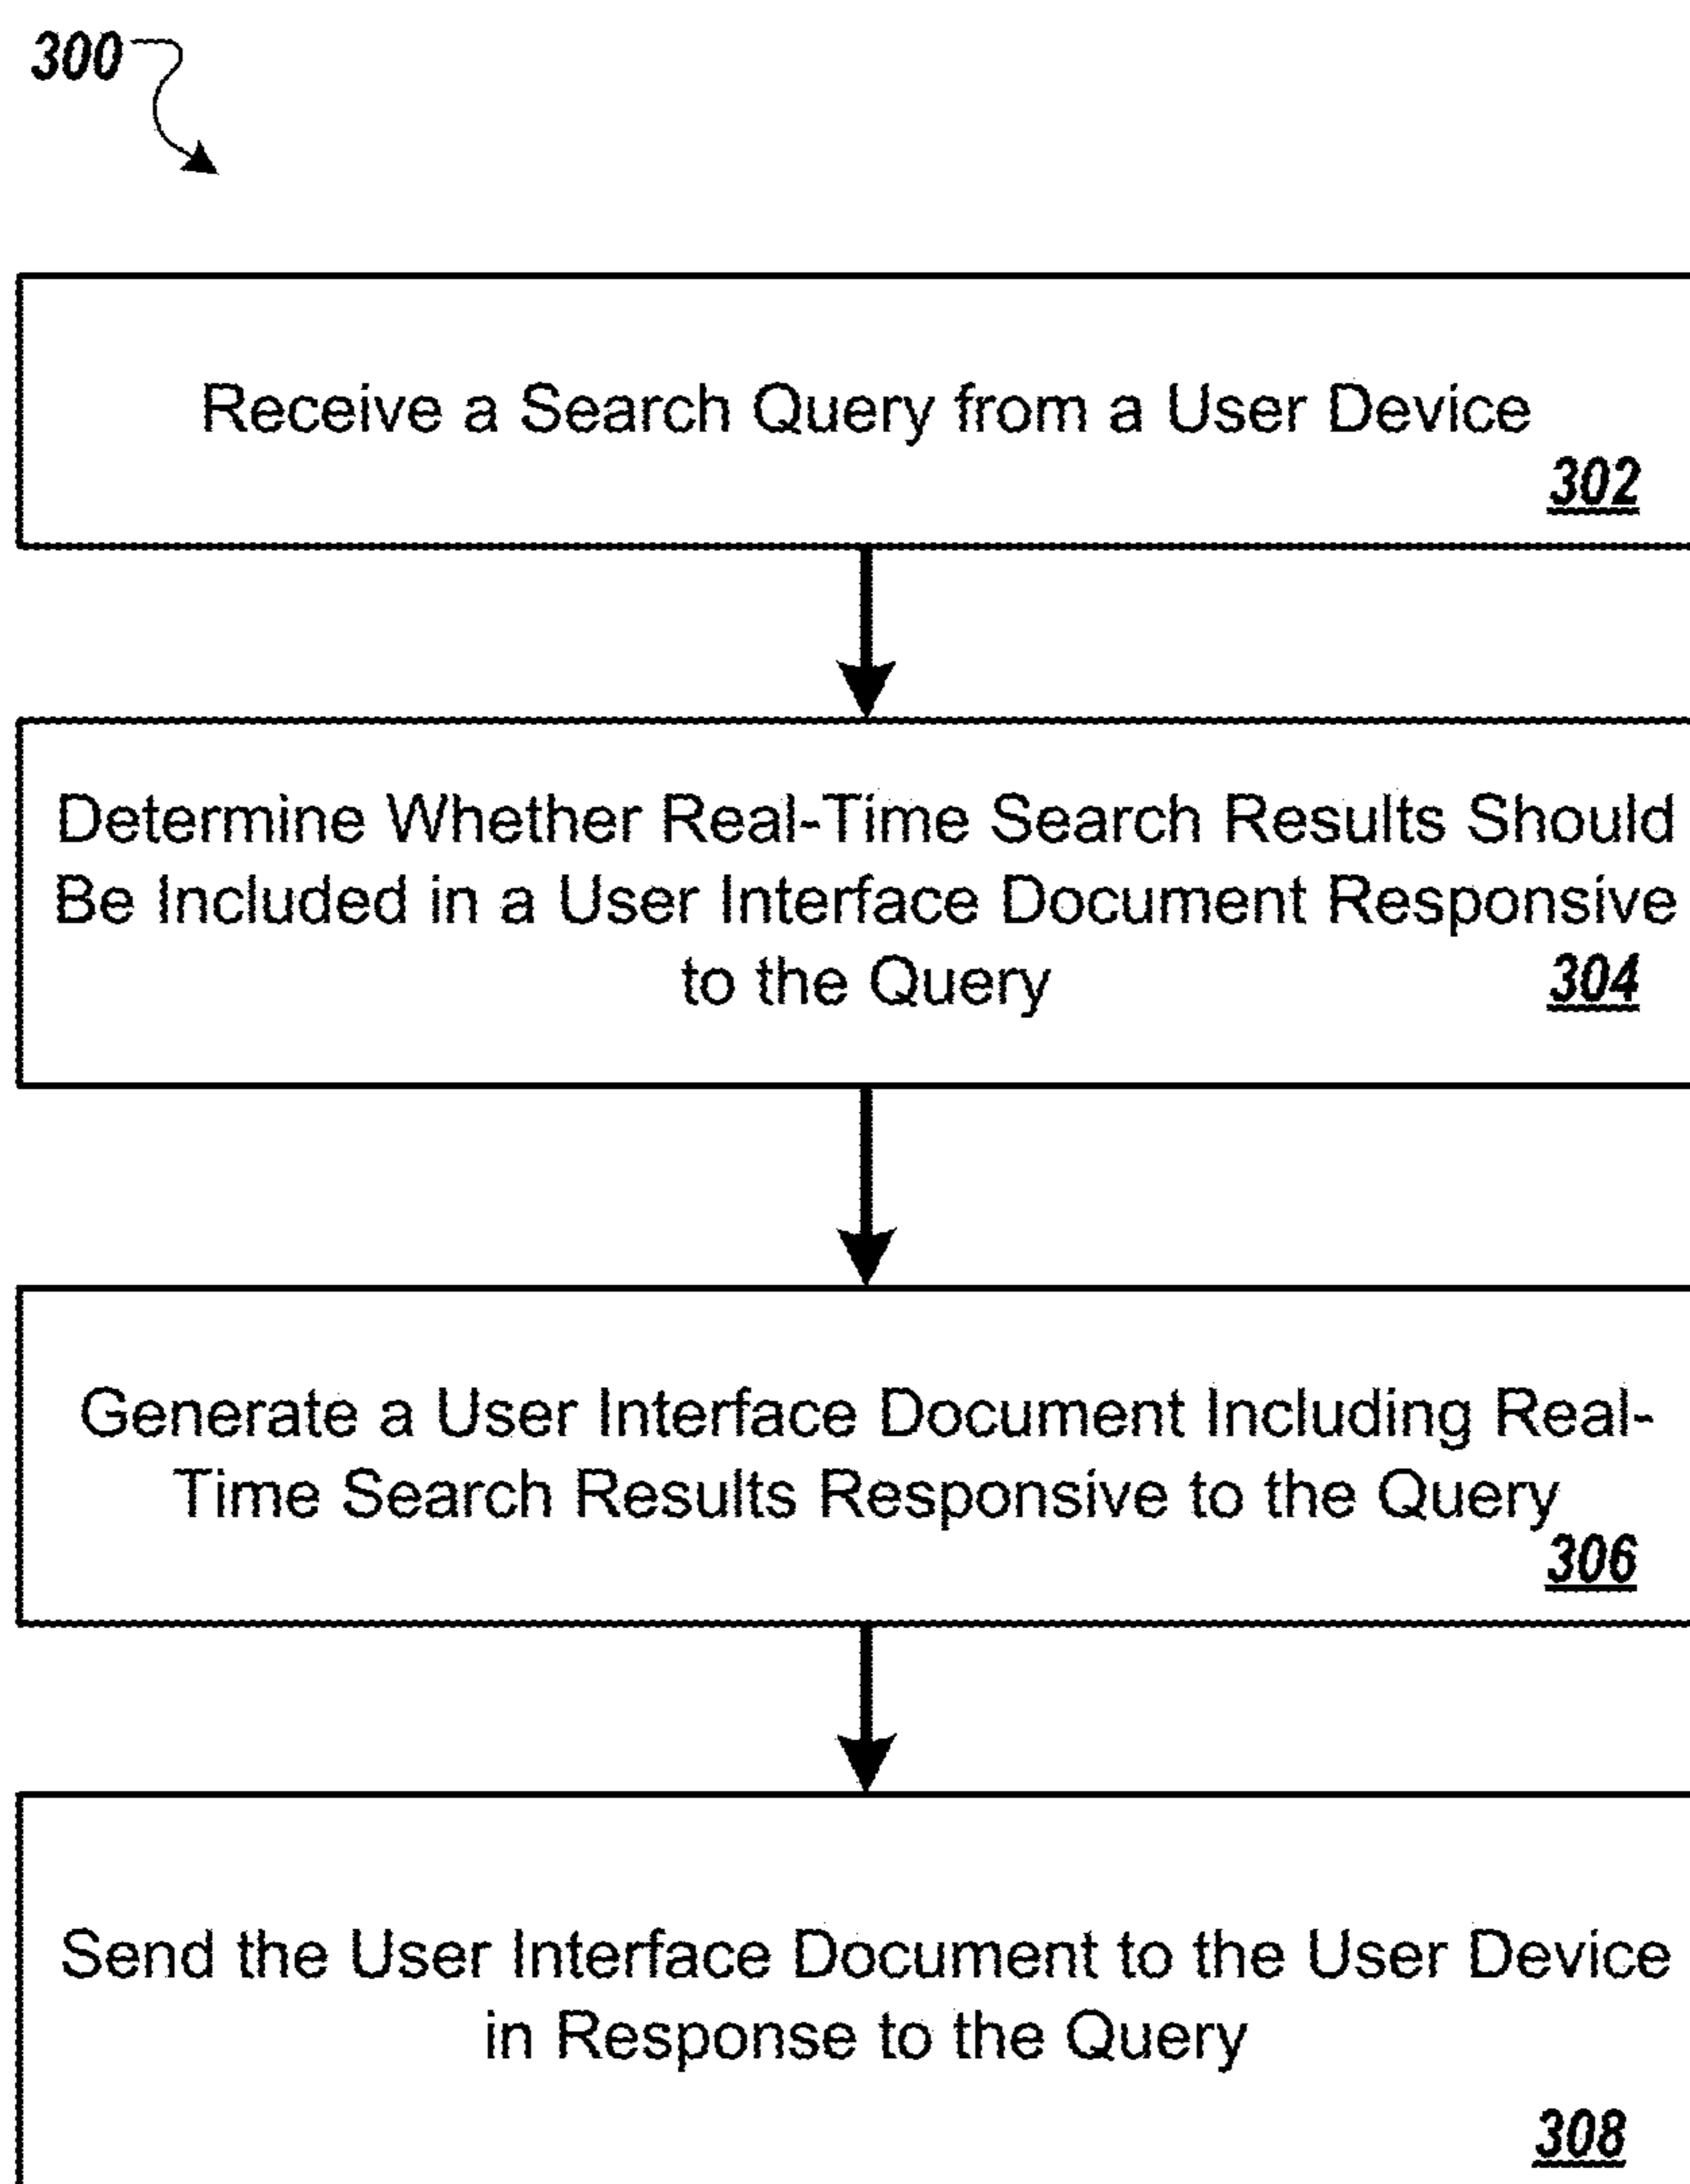 300
Receive a Search Query from a User Device
302
Determine Whether Real-Time Search Results Should
Be Included in a User Interface Document Responsive
to the Query
304
Generate a User Interface Document Including Real-
Time Search Results Responsive to the Query
306
Send the User Interface Document to the User Device
in Response to the Query
308